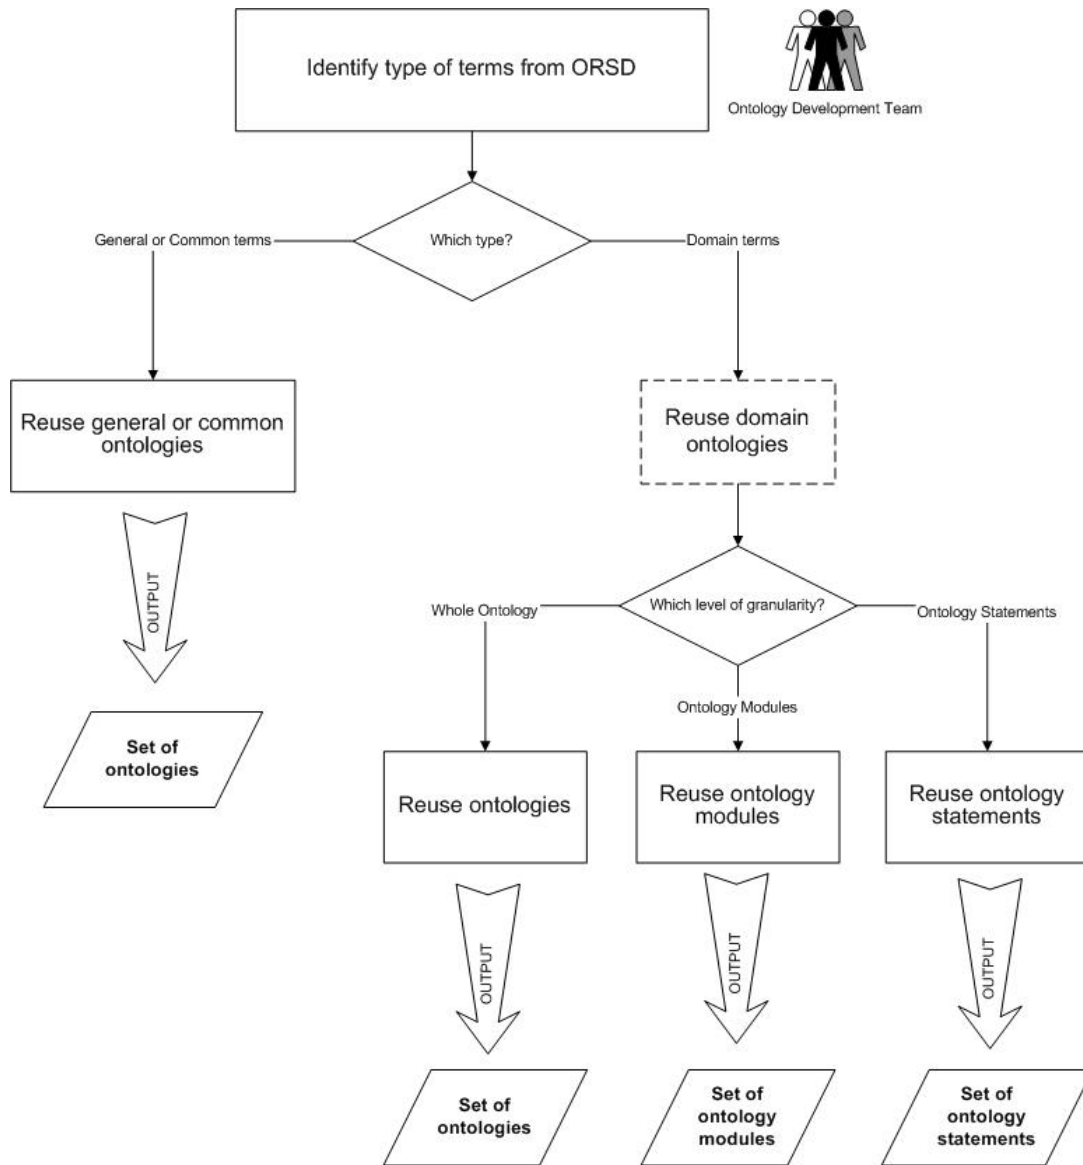 Identify type of terms from ORSD
Ontology Development Team
General or Common terms
Which type?
Domain terms
Reuse general or common
ontologies
Reuse domain
ontologies
OUTPUT
Whole Ontology
Which level of granularity?
Ontology Statements
Ontology Modules
Set of
ontologies
Reuse ontologies
Reuse ontology
modules
Reuse ontology
statements
OUTPUT
OUTPUT
OUTPUT
Set of
ontologies
Set of
ontology
modules
Set of
ontology
statements